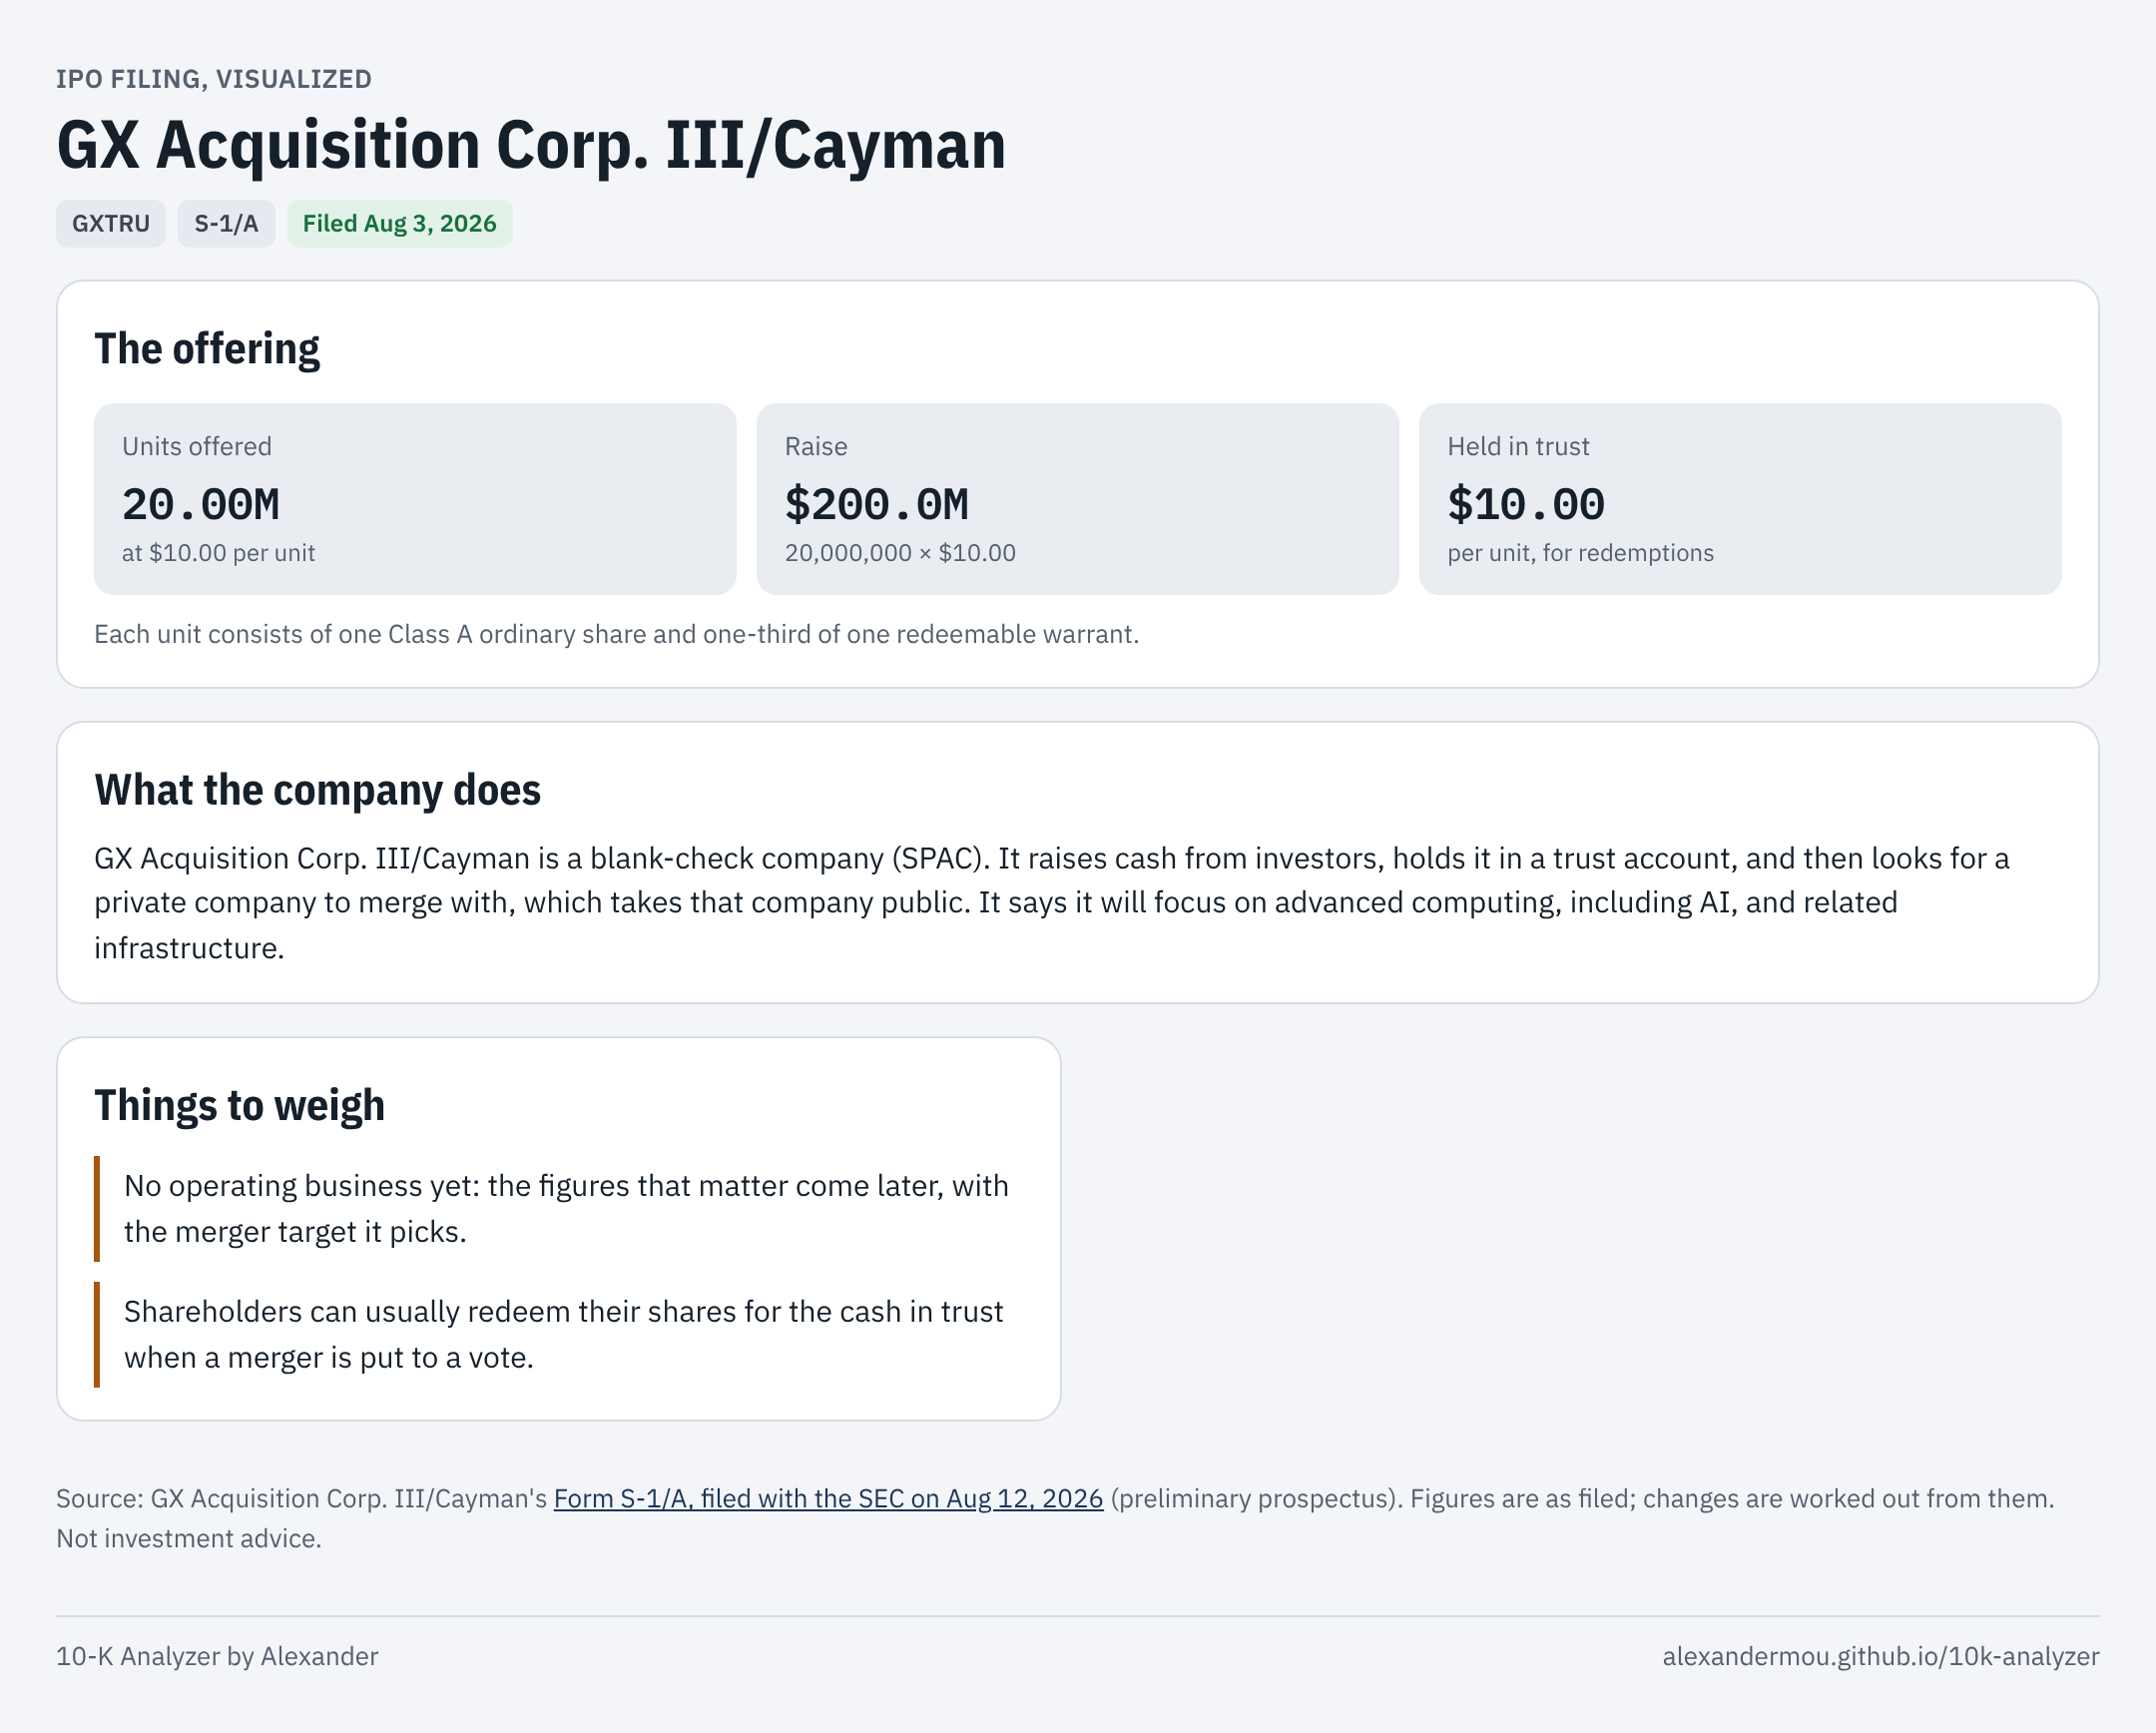 IPO FILING, VISUALIZED
GX Acquisition Corp. III/Cayman
GXTRU S-1/A Filed Aug 3, 2026
The offering
Units offered
20.00M
at $10.00 per unit
Raise
$200.0M
20,000,000 × $10.00
Held in trust
$10.00
per unit, for redemptions
Each unit consists of one Class A ordinary share and one-third of one redeemable warrant.
What the company does
GX Acquisition Corp. III/Cayman is a blank-check company (SPAC). It raises cash from investors, holds it in a trust account, and then looks for a
private company to merge with, which takes that company public. It says it will focus on advanced computing, including AI, and related
infrastructure.
Things to weigh
No operating business yet: the figures that matter come later, with
the merger target it picks.
Shareholders can usually redeem their shares for the cash in trust
when a merger is put to a vote.
Source: GX Acquisition Corp. III/Cayman's Form S-1/A, filed with the SEC on Aug 12, 2026 (preliminary prospectus). Figures are as filed; changes are worked out from them.
Not investment advice.
10-K Analyzer by Alexander
alexandermou.github.io/10k-analyzer